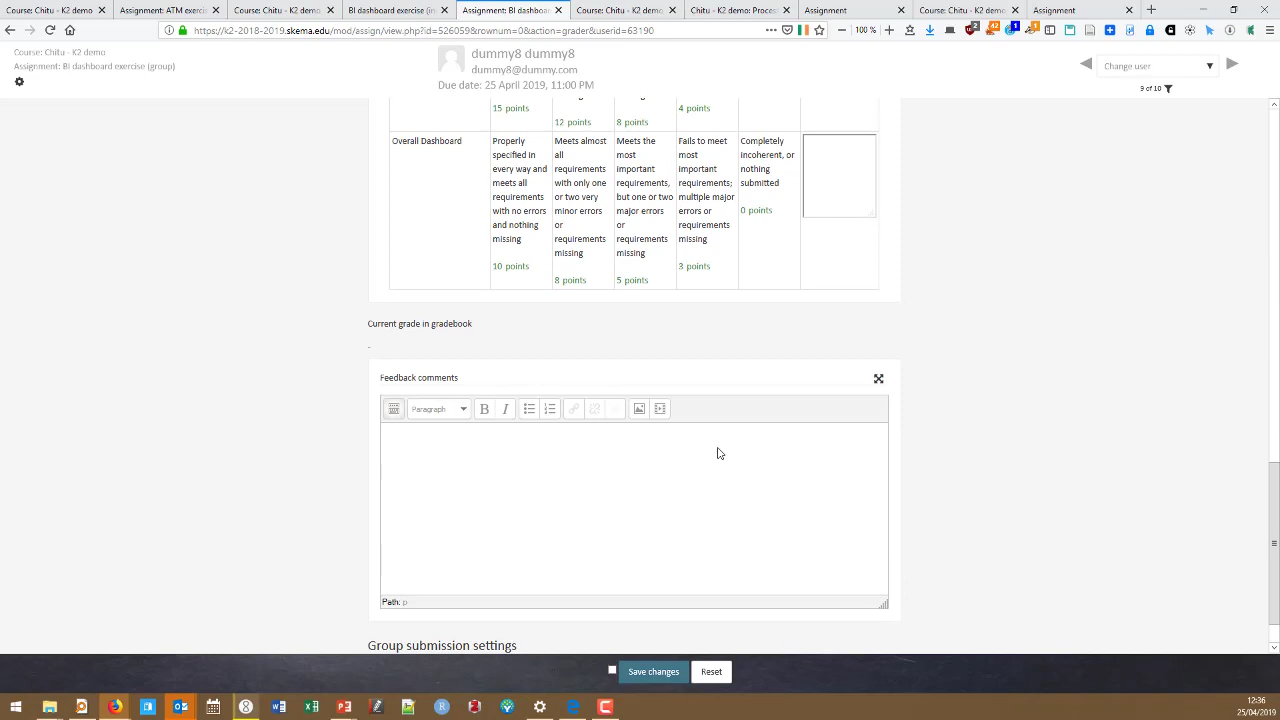 Course: Chitu - K2 demo
Assignment: ATM exerci
Course: Chitu - K2 demo
BI dashboard exercise (in
Assignment: BI dashboar
Course: Chitu - K2 demo:
Chitu - K2 demo: Proces
Assignment
Course: Chitu - K2 demo
Assignment
https://k2-2018-2019.skema.edu/mod/assign/view.php?id=526059&rownum=0&action=grader&userid=63190
100 %
Course: Chitu - K2 demo
Assignment: BI dashboard exercise (group)
dummy8 dummy8
dummy8@dummy.com
Due date: 25 April 2019, 11:00 PM
Change user
9 of 10
15 points
12 points
8 points
4 points
Overall Dashboard
Properly
specified in
every way and
meets all
requirements
with no errors
and nothing
missing
10 points
Meets almost
all
requirements
with only one
or two very
minor errors
or
requirements
missing
8 points
Meets the
most
important
requirements,
but one or two
major errors
or
requirements
missing
5 points
Fails to meet
most
important
requirements;
multiple major
errors or
requirements
missing
3 points
Completely
incoherent, or
nothing
submitted
0 points
Current grade in gradebook
-
Feedback comments
Paragraph
Path: p
Group submission settings
Save changes
Reset
12:36
25/04/2019